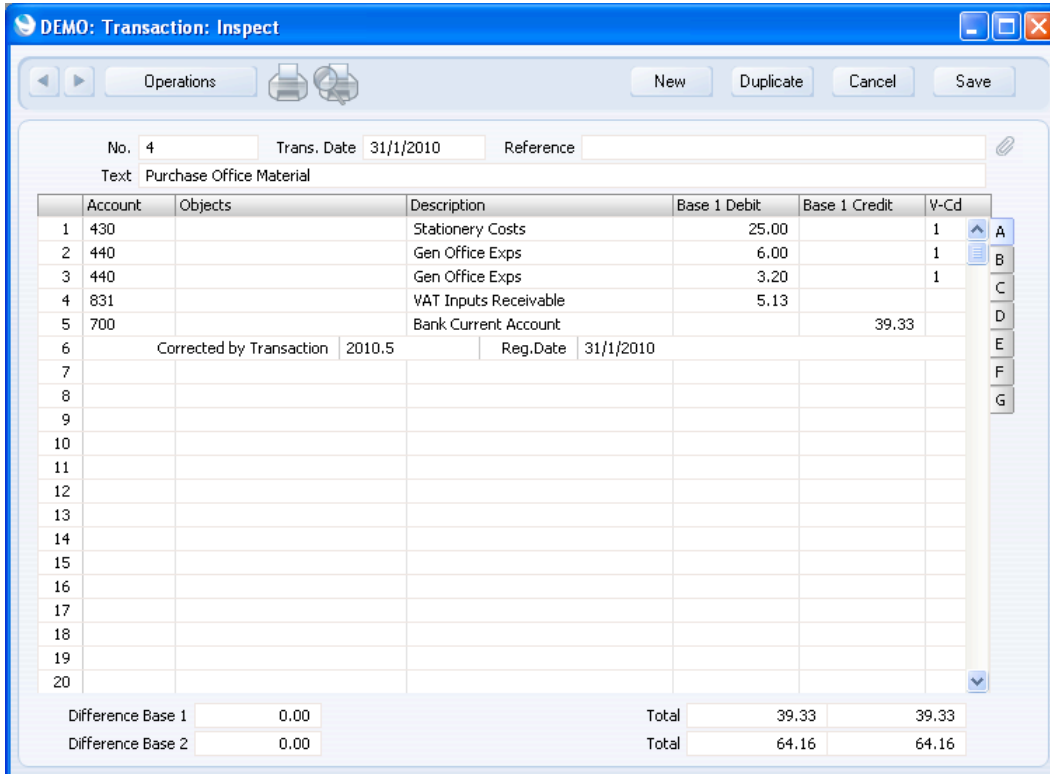 DEMO: Transaction: Inspect
Operations New Duplicate Cancel Save
No. 4 Trans. Date 31/1/2010 Reference
Text Purchase Office Material
Account Objects Description Base 1 Debit Base 1 Credit V-Cd
1 430 Stationery Costs 25.00 1 A
2 440 Gen Office Exps 6.00 1 B
3 440 Gen Office Exps 3.20 1 C
4 831 VAT Inputs Receivable 5.13 D
5 700 Bank Current Account 39.33
6 Corrected by Transaction 2010.5 Reg.Date 31/1/2010 E
7 F
8 G
9
10
11
12
13
14
15
16
17
18
19
20
Difference Base 1 0.00 Total 39.33 39.33
Difference Base 2 0.00 Total 64.16 64.16